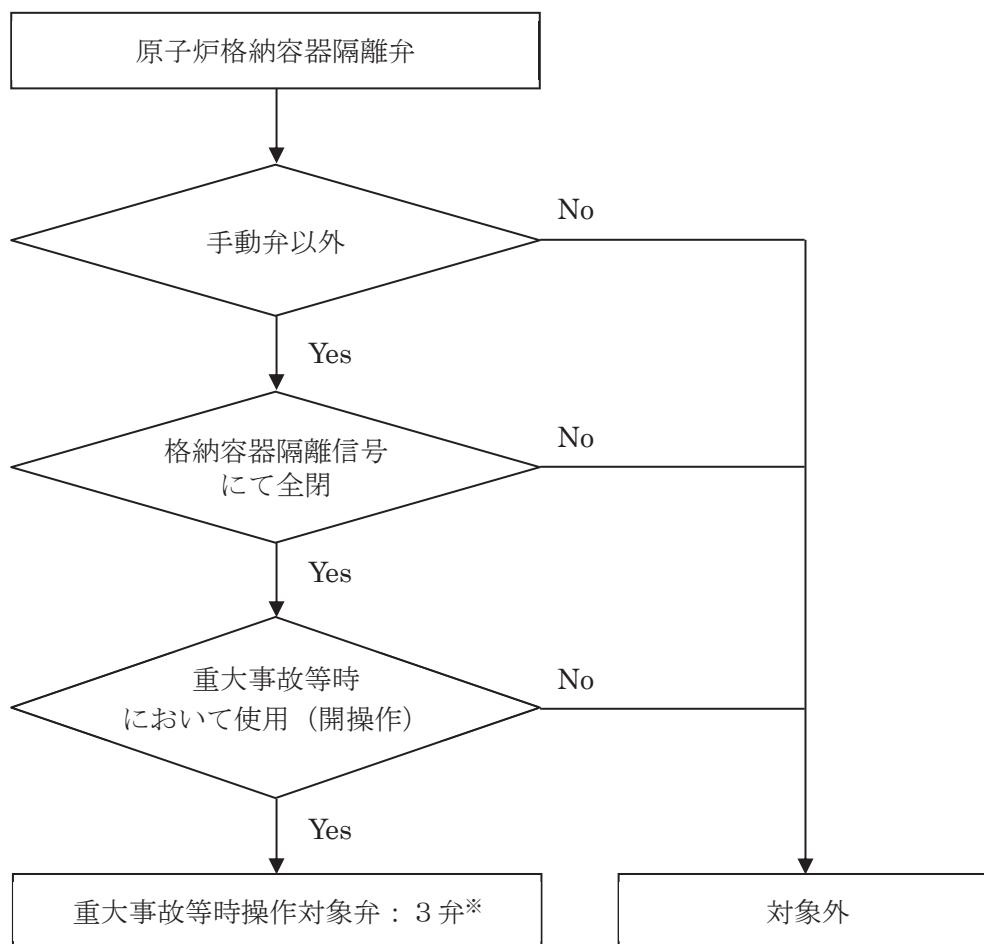 原子炉格納容器隔離弁
No
手動弁以外
Yes
No
格納容器隔離信号
にて全閉
Yes
重大事故等時
において使用（開操作）
No
Yes
重大事故等時操作対象弁：３弁※
対象外